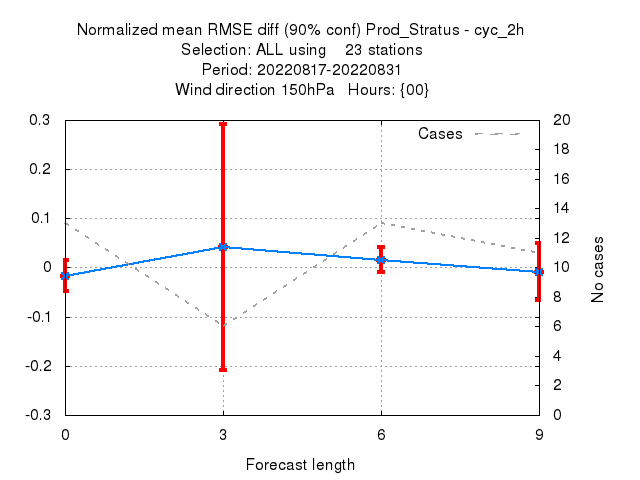 Normalized mean RMSE diff (90% conf) Prod_Stratus - cyc_2h
Selection: ALL using 23 stations
Period: 20220817-20220831
Wind direction 150hPa Hours: {00}
Cases
0.3
0.2
0.1
0
-0.1
-0.2
-0.3
20
18
16
14
12
10
8
6
4
2
0
No cases
0 3 6 9
Forecast length